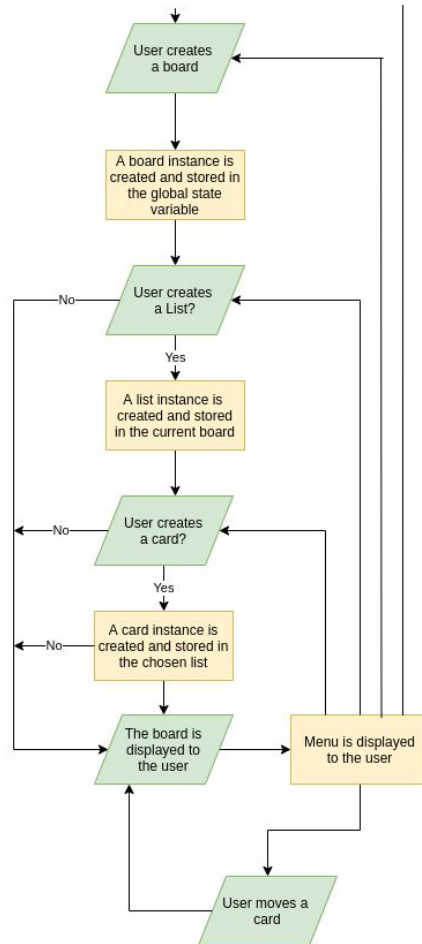 User creates
a board
A board instance is
created and stored in
the global state
variable
User creates
a List?
No
Yes
A list instance is
created and stored
in the current board
User creates
a card?
No
Yes
A card instance is
created and stored in
the chosen list
No
The board is
displayed to
the user
Menu is displayed
to the user
User moves a
card